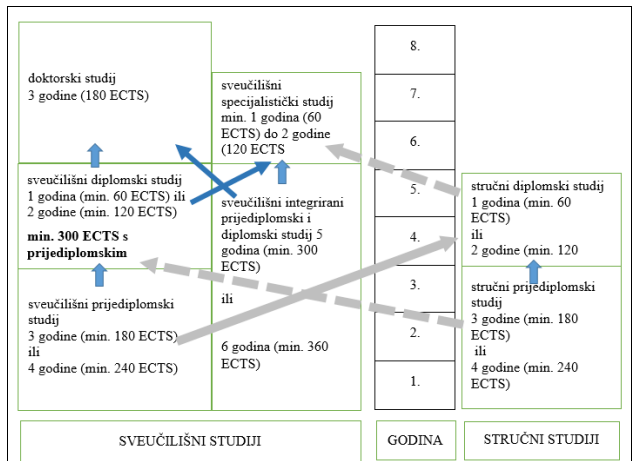 doktorski studij
3 godine (180 ECTS)
sveučilišni diplomski studij
1 godina (min. 60 ECTS) ili
2 godine (min. 120 ECTS)
min. 300 ECTS s
prijediplomskim
sveučilišni prijediplomski
studij
3 godine (min. 180 ECTS)
ili
4 godine (min. 240 ECTS)
sveučilišni
specijalistički studij
min. 1 godina (60
ECTS) do 2 godine
(120 ECTS
sveučilišni integrirani
prijediplomski i
diplomski studij 5
godina (min. 300
ECTS)
ili
6 godina (min. 360
ECTS)
8.
7.
6.
5.
4.
3.
2.
1.
stručni diplomski studij
1 godina (min. 60
ECTS)
ili
2 godine (min. 120
stručni prijediplomski
studij
3 godine (min. 180
ECTS)
ili
4 godine (min. 240
ECTS)
SVEUČILIŠNI STUDIJI
GODINA
STRUČNI STUDIJI